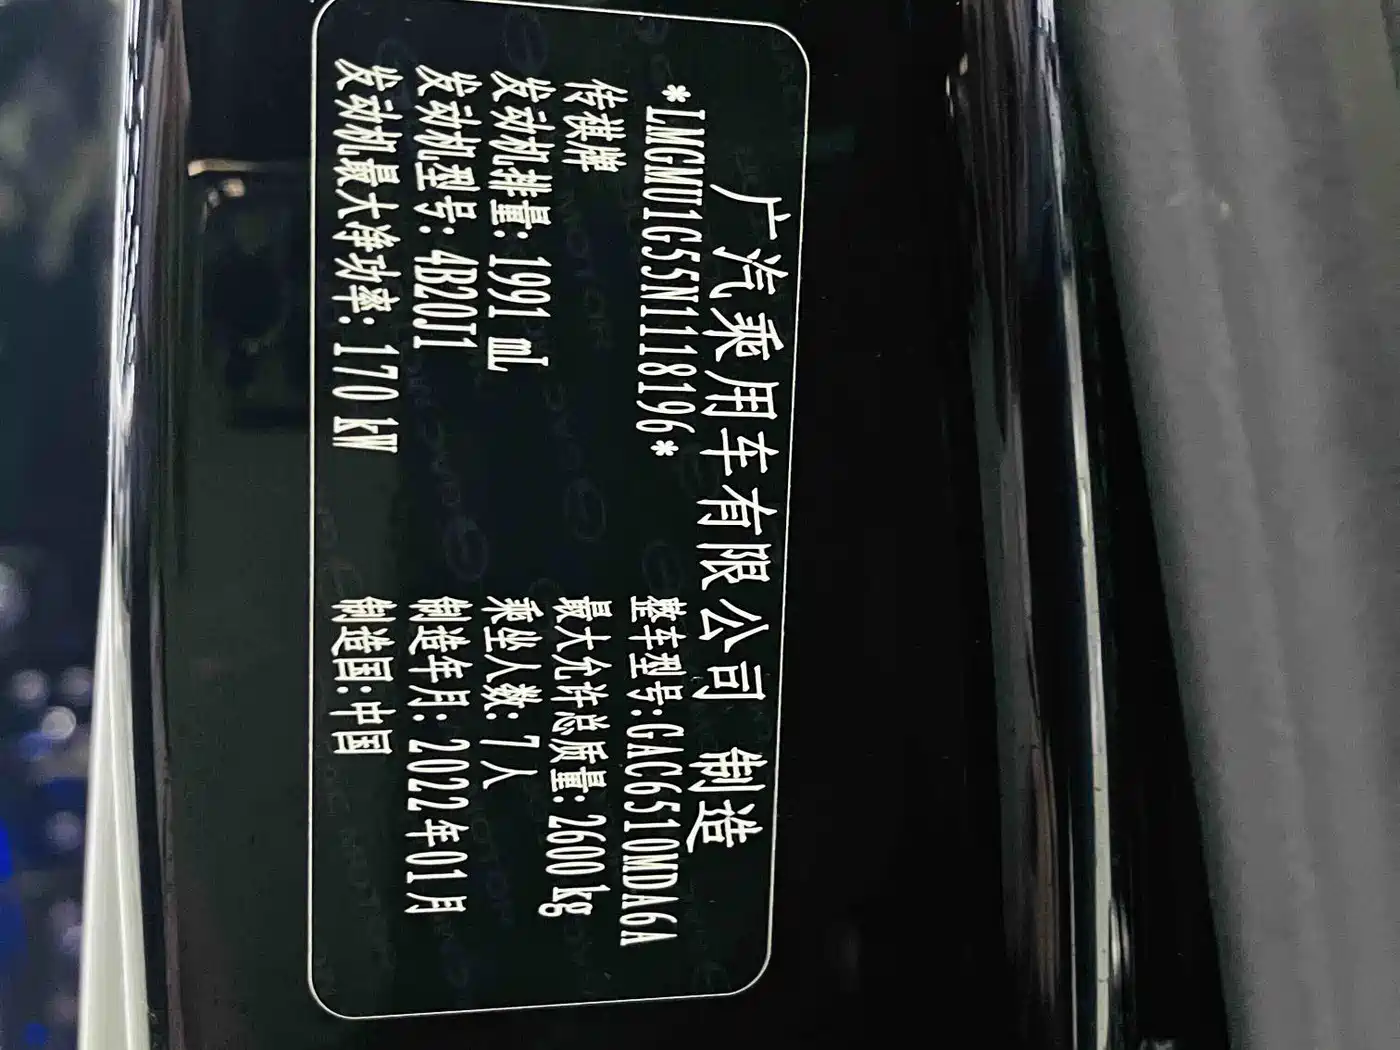 广汽乘用车有限公司 制造
*LMGMU1G55N1118196*
整车型号:GAC6510MDA6A
传祺牌
最大允许总质量:2600kg
发动机排量:1991 mL
乘坐人数:7人
发动机型号:4B20J1
制造年月:2022年01月
发动机最大净功率:170 kW
制造国:中国